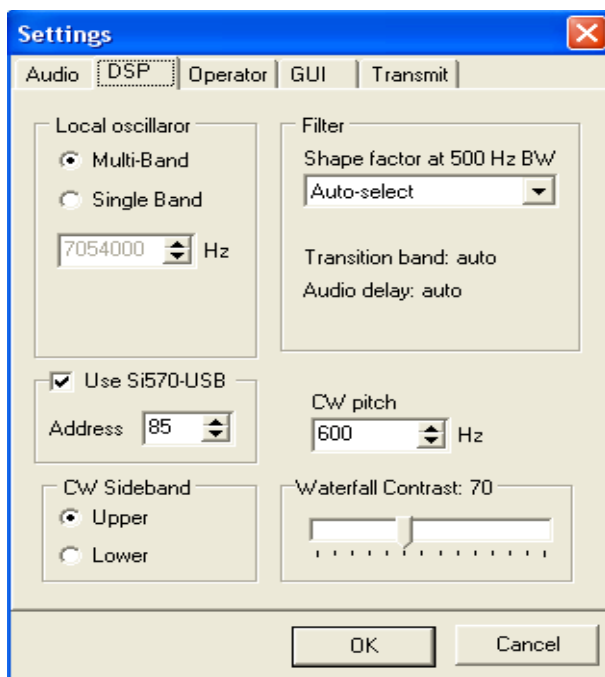 Settings
Audio DSP Operator GUI Transmit
Local oscillaror
Multi-Band
Single Band
7054000 Hz
Filter
Shape factor at 500 Hz BW
Auto-select
Transition band: auto
Audio delay: auto
Use Si570-USB
Address 85
CW pitch
600 Hz
CW Sideband
Upper
Lower
Waterfall Contrast: 70
OK Cancel